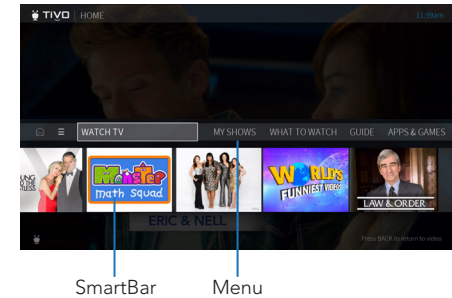 TiVo HOME 11:39am
WATCH TV MY SHOWS WHAT TO WATCH GUIDE APPS & GAMES
Monster
math squad
WORLD'S
FUNNIEST VIDEOS
LAW & ORDER
ERIC & NELL
Press BACK to return to video
SmartBar Menu